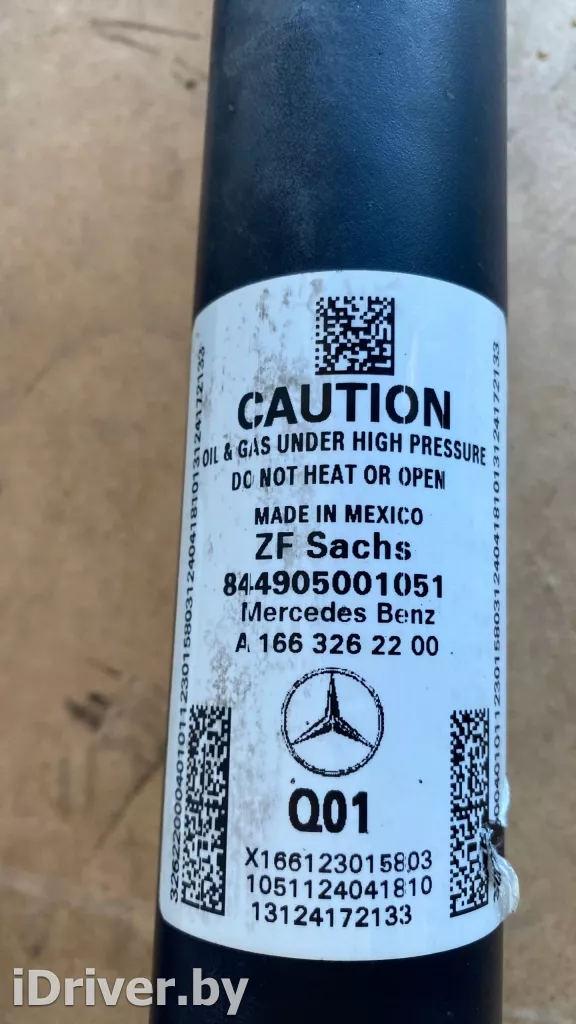 CAUTION
OIL & GAS UNDER HIGH PRESSURE
DO NOT HEAT OR OPEN
MADE IN MEXICO
ZF Sachs
844905001051
Mercedes Benz
A 166 326 22 00
Q01
X166123015803
1051124041810
13124172133
iDriver.by